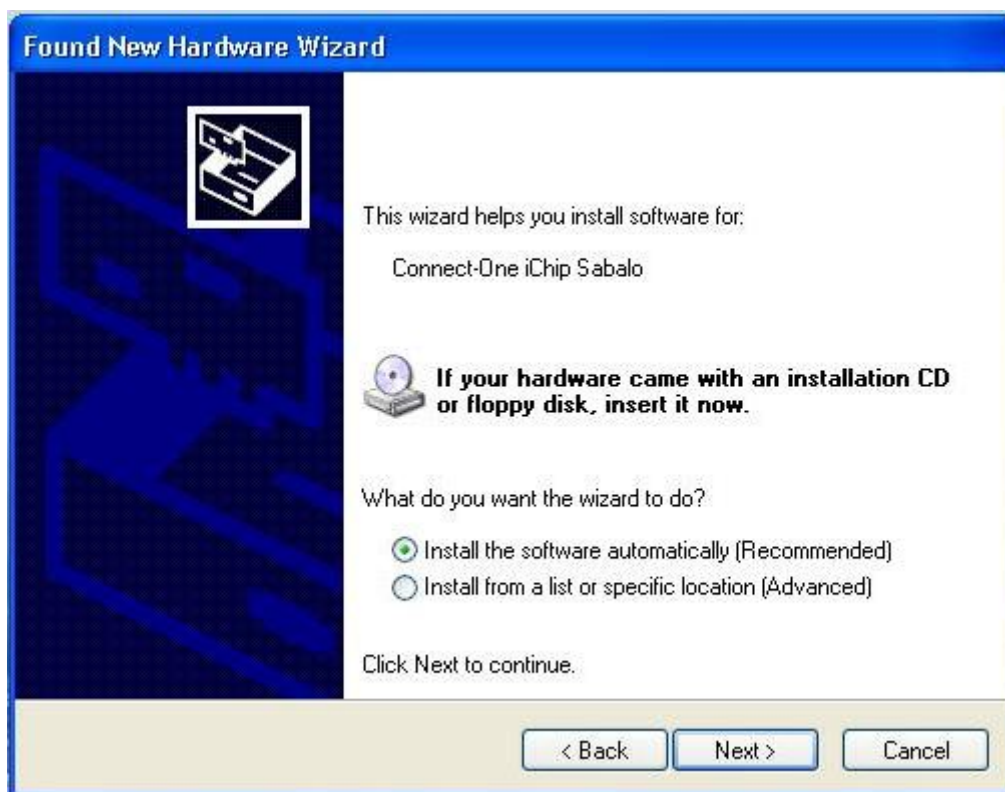 Found New Hardware Wizard
This wizard helps you install software for:
Connect-One iChip Sabalo
If your hardware came with an installation CD
or floppy disk, insert it now.
What do you want the wizard to do?
Install the software automatically (Recommended)
Install from a list or specific location (Advanced)
Click Next to continue.
< Back Next > Cancel